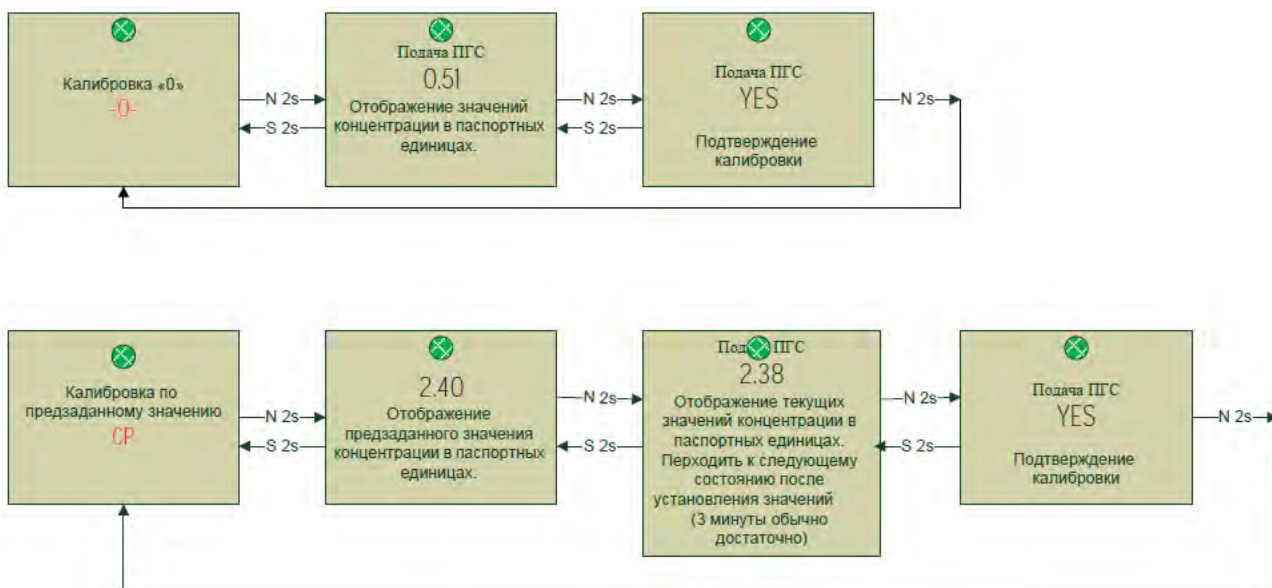 Калибровка «0»
-0-
N 2s
S 2s
Подача ПГС
0.51
Отображение значений
концентрации в паспортных
единицах.
N 2s
S 2s
Подача ПГС
YES
Подтверждение
калибровки
N 2s
Калибровка по
предзаданному значению
CP
N 2s
S 2s
2.40
Отображение
предзаданного значения
концентрации в паспортных
единицах.
N 2s
S 2s
Под ПГС
2.38
Отображение текущих
значений концентрации в
паспортных единицах.
Перходить к следующему
состоянию после
установления значений
(3 минуты обычно
достаточно)
N 2s
S 2s
Подача ПГС
YES
Подтверждение
калибровки
N 2s